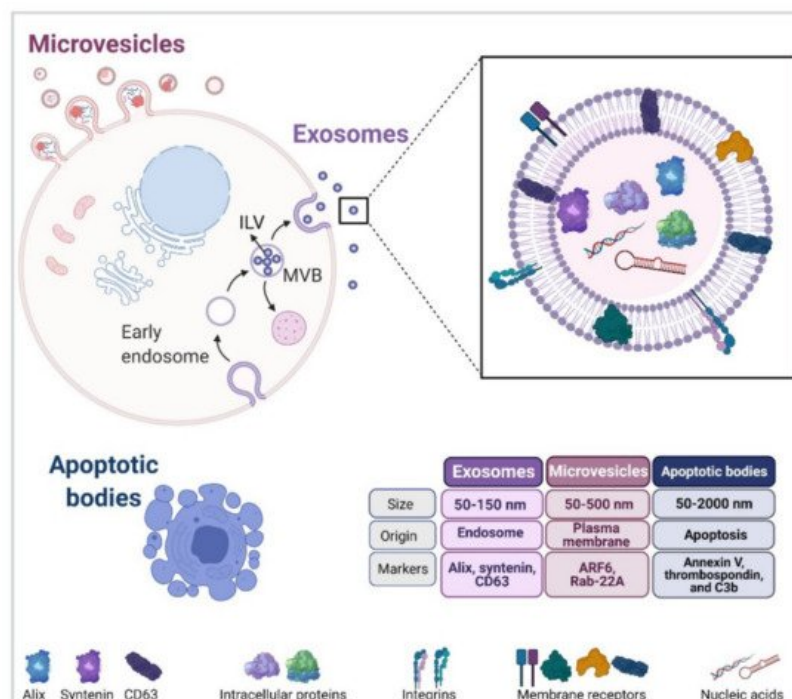 Microvesicles
Exosomes
ILV
MVB
Early
endosome
Apoptotic
bodies
Exosomes Microvesicles Apoptotic bodies
Size 50-150 nm 50-500 nm 50-2000 nm
Origin Endosome Plasma membrane Apoptosis
Markers Alix, syntenin, CD63 ARF6, Rab-22A Annexin V, thrombospondin, and C3b
Alix Syntenin CD63 Intracellular proteins Integrins Membrane receptors Nucleic acids